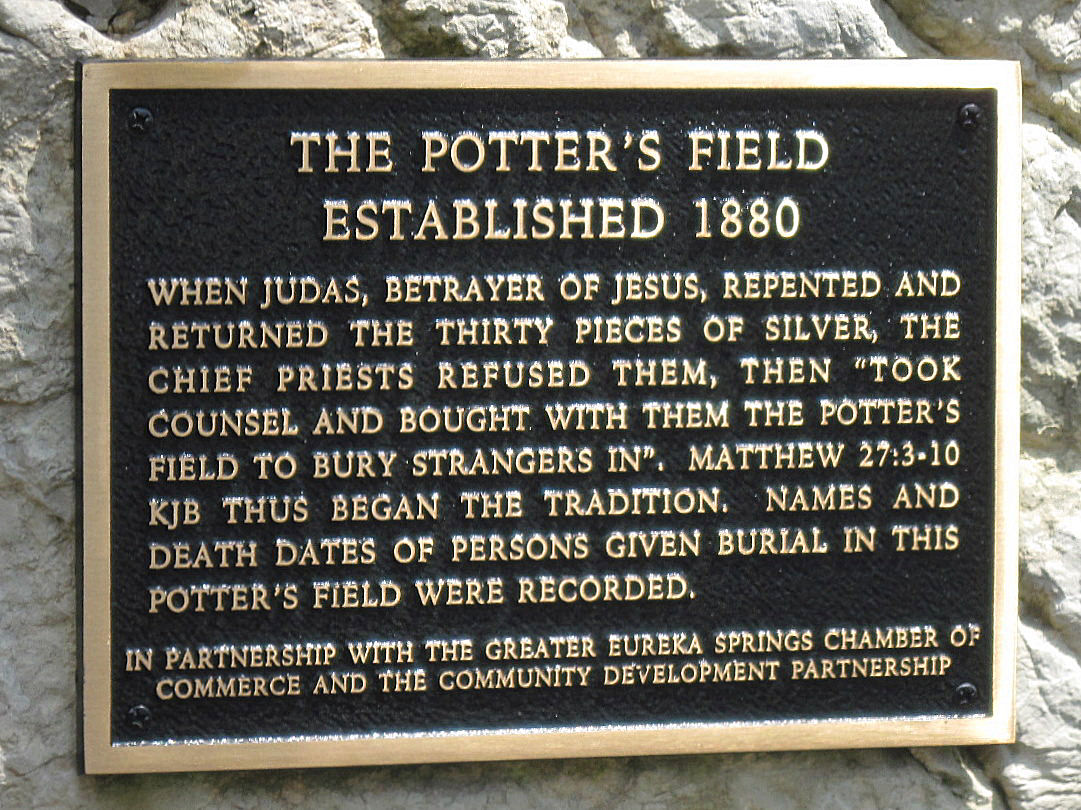 THE POTTER'S FIELD
ESTABLISHED 1880
WHEN JUDAS, BETRAYER OF JESUS, REPENTED AND
RETURNED THE THIRTY PIECES OF SILVER, THE
CHIEF PRIESTS REFUSED THEM, THEN "TOOK
COUNSEL AND BOUGHT WITH THEM THE POTTER'S
FIELD TO BURY STRANGERS IN". MATTHEW 27:3-10
KJB THUS BEGAN THE TRADITION. NAMES AND
DEATH DATES OF PERSONS GIVEN BURIAL IN THIS
POTTER'S FIELD WERE RECORDED.
IN PARTNERSHIP WITH THE GREATER EUREKA SPRINGS CHAMBER OF
COMMERCE AND THE COMMUNITY DEVELOPMENT PARTNERSHIP